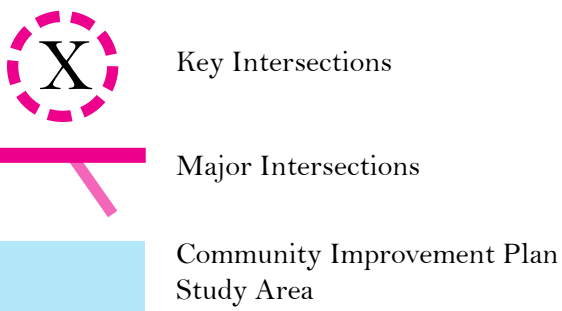 X
Key Intersections
Major Intersections
Community Improvement Plan
Study Area